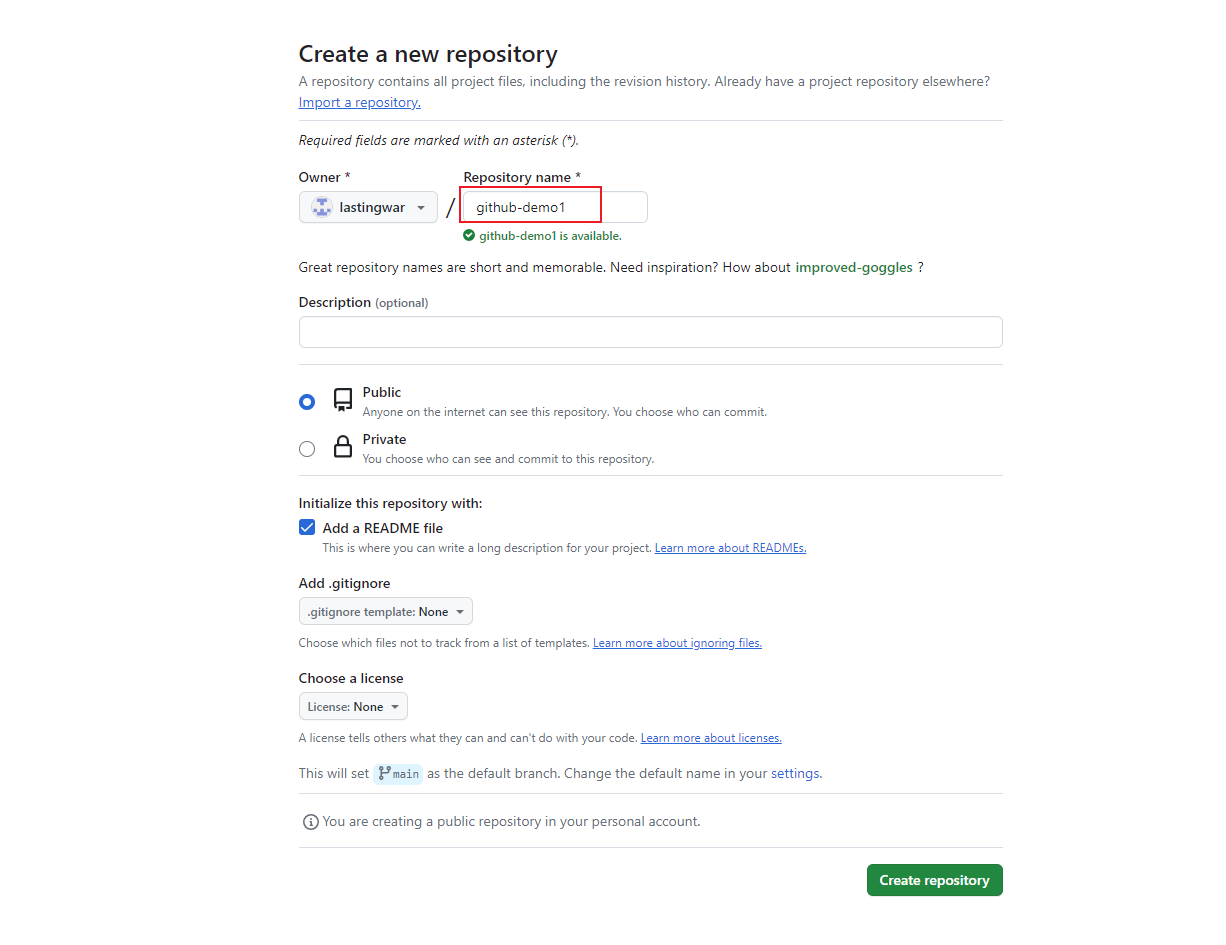 Create a new repository
A repository contains all project files, including the revision history. Already have a project repository elsewhere?
Import a repository.
Required fields are marked with an asterisk (*).
Owner * Repository name *
lastingwar / github-demo1
github-demo1 is available.
Great repository names are short and memorable. Need inspiration? How about improved-goggles ?
Description (optional)
Public
Anyone on the internet can see this repository. You choose who can commit.
Private
You choose who can see and commit to this repository.
Initialize this repository with:
Add a README file
This is where you can write a long description for your project. Learn more about READMEs.
Add .gitignore
.gitignore template: None
Choose which files not to track from a list of templates. Learn more about ignoring files.
Choose a license
License: None
A license tells others what they can and can't do with your code. Learn more about licenses.
This will set main as the default branch. Change the default name in your settings.
You are creating a public repository in your personal account.
Create repository